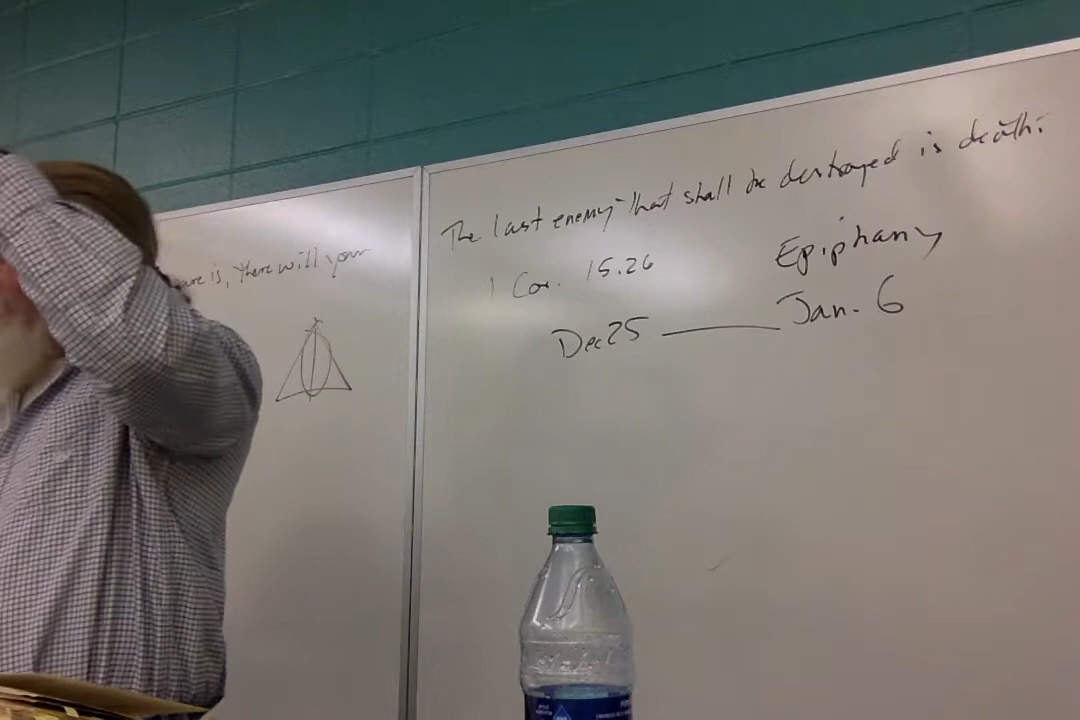 is, there will your
The last enemy that shall be destroyed is death:
1 Cor. 15.26
Epiphany
Dec 25 — Jan. 6